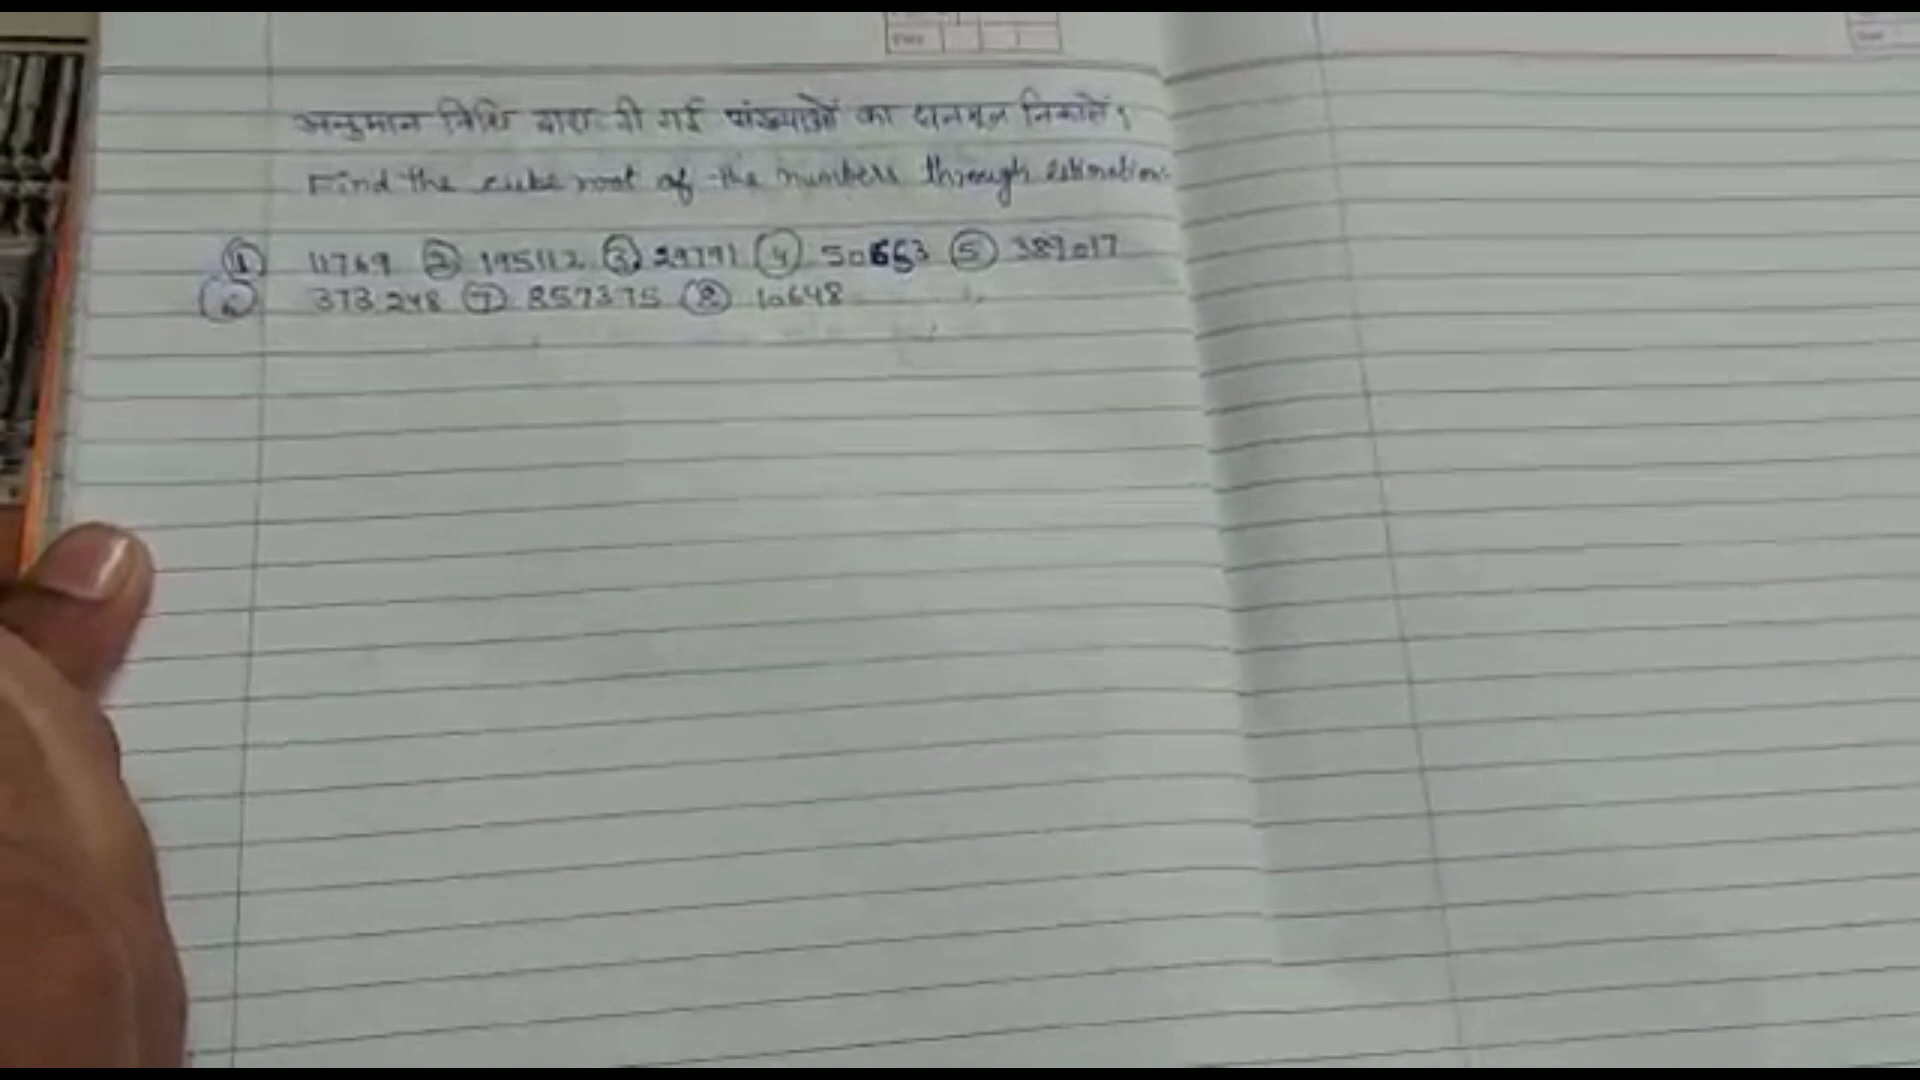 अनुमान विधि द्वारा दी गई संख्याओं का घनमूल निकालें।
Find the cube root of the numbers through estimation.
① 11769 ② 195112 ③ 29791 ④ 50653 ⑤ 389017
⑥ 373248 ⑦ 857375 ⑧ 10648